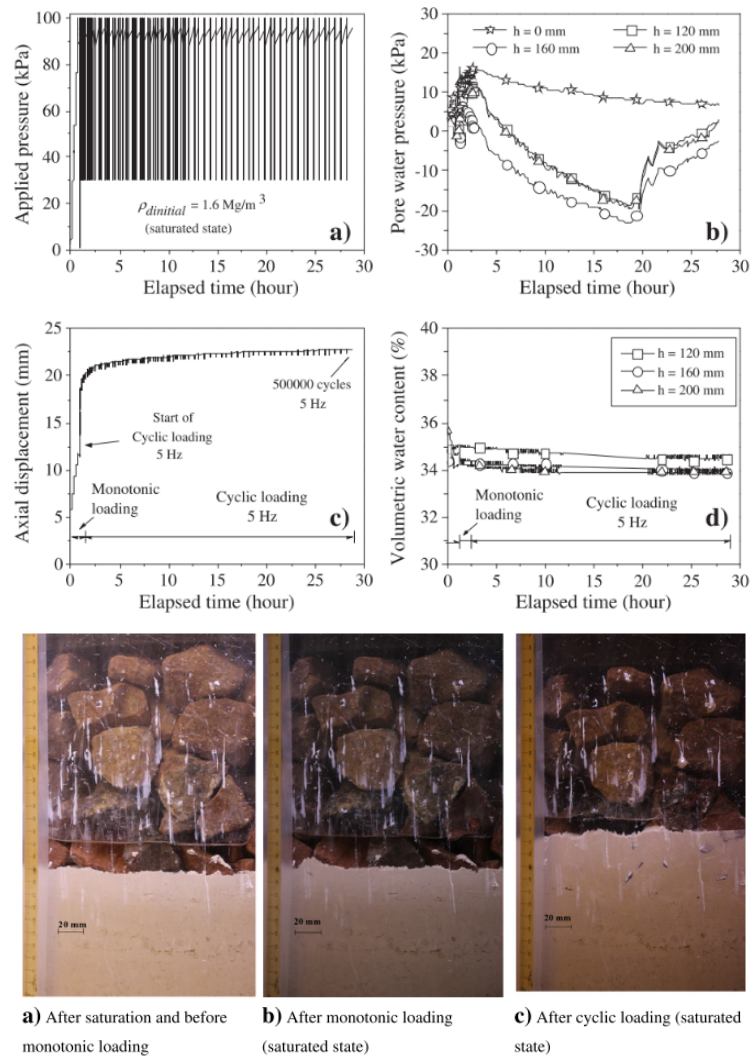 100
80
60
40
20
0
Applied pressure (kPa)
ρdinitial = 1.6 Mg/m 3
(saturated state)
a)
0 5 10 15 20 25 30
Elapsed time (hour)
30
20
10
0
-10
-20
-30
Pore water pressure (kPa)
h = 0 mm
h = 120 mm
h = 160 mm
h = 200 mm
b)
0 5 10 15 20 25 30
Elapsed time (hour)
25
20
15
10
5
0
Axial displacement (mm)
500000 cycles
5 Hz
Start of
Cyclic loading
5 Hz
Monotonic
loading
Cyclic loading
5 Hz
c)
0 5 10 15 20 25 30
Elapsed time (hour)
40
38
36
34
32
30
Volumetric water content (%)
h = 120 mm
h = 160 mm
h = 200 mm
Monotonic
loading
Cyclic loading
5 Hz
d)
0 5 10 15 20 25 30
Elapsed time (hour)
20 mm
20 mm
20 mm
a) After saturation and before
monotonic loading
b) After monotonic loading
(saturated state)
c) After cyclic loading (saturated
state)